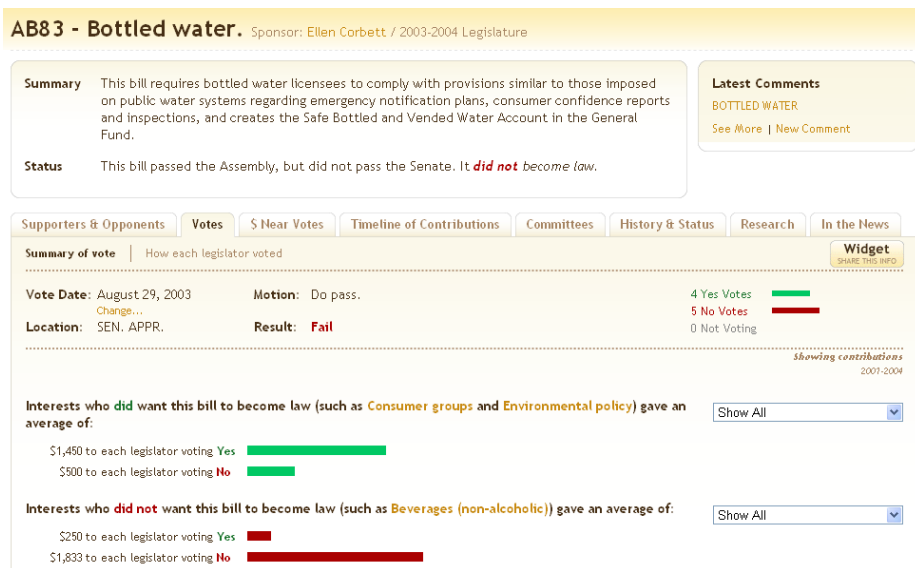 AB83 - Bottled water. Sponsor: Ellen Corbett / 2003-2004 Legislature
Summary This bill requires bottled water licensees to comply with provisions similar to those imposed
on public water systems regarding emergency notification plans, consumer confidence reports
and inspections, and creates the Safe Bottled and Vended Water Account in the General
Fund.
Status This bill passed the Assembly, but did not pass the Senate. It did not become law.
Latest Comments
BOTTLED WATER
See More | New Comment
Supporters & Opponents Votes $ Near Votes Timeline of Contributions Committees History & Status Research In the News
Summary of vote | How each legislator voted
Widget
SHARE THIS INFO
Vote Date: August 29, 2003 Motion: Do pass.
Change...
Location: SEN. APPR. Result: Fail
4 Yes Votes
5 No Votes
0 Not Voting
Showing contributions
2001-2004
Interests who did want this bill to become law (such as Consumer groups and Environmental policy) gave an
average of:
Show All
$1,450 to each legislator voting Yes
$500 to each legislator voting No
Interests who did not want this bill to become law (such as Beverages (non-alcoholic)) gave an average of:
Show All
$250 to each legislator voting Yes
$1,833 to each legislator voting No